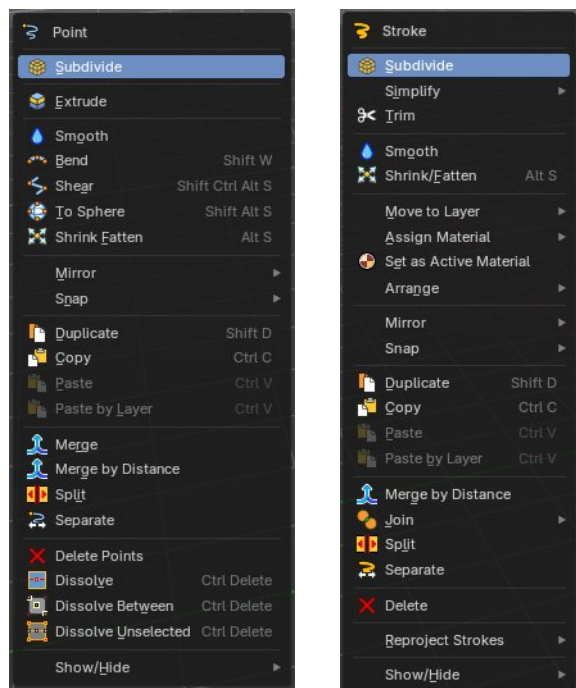 Point
Subdivide
Extrude
Smooth
Bend Shift W
Shear Shift Ctrl Alt S
To Sphere Shift Alt S
Shrink Fatten Alt S
Mirror
Snap
Duplicate Shift D
Copy Ctrl C
Paste Ctrl V
Paste by Layer Ctrl V
Merge
Merge by Distance
Split
Separate
Delete Points
Dissolve Ctrl Delete
Dissolve Between Ctrl Delete
Dissolve Unselected Ctrl Delete
Show/Hide
Stroke
Subdivide
Simplify
Trim
Smooth
Shrink/Fatten Alt S
Move to Layer
Assign Material
Set as Active Material
Arrange
Mirror
Snap
Duplicate Shift D
Copy Ctrl C
Paste Ctrl V
Paste by Layer Ctrl V
Merge by Distance
Join
Split
Separate
Delete
Reproject Strokes
Show/Hide